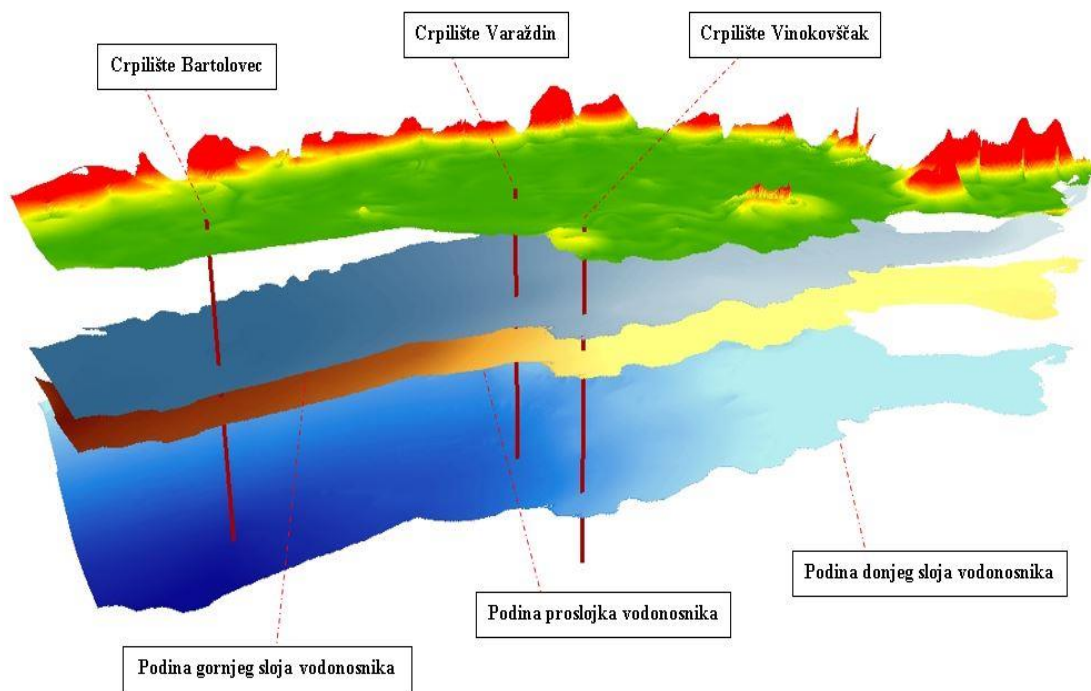 Crpilište Varaždin
Crpilište Vinokovščak
Crpilište Bartolovec
Podina donjeg sloja vodonosnika
Podina proslojka vodonosnika
Podina gornjeg sloja vodonosnika